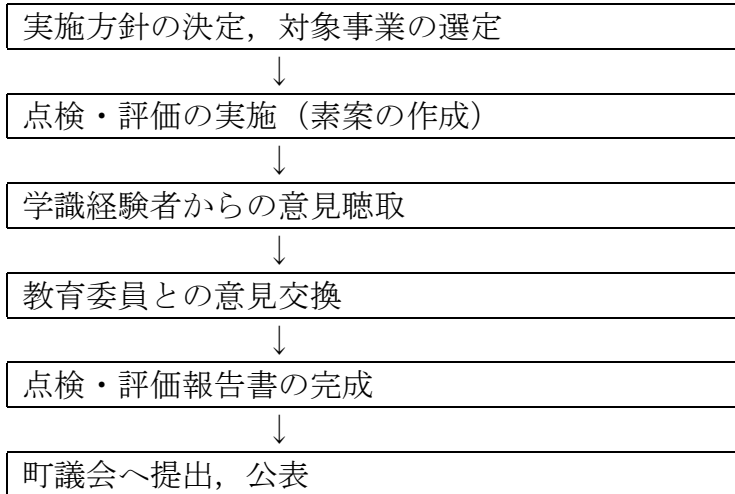 実施方針の決定，対象事業の選定
↓
点検・評価の実施（素案の作成）
↓
学識経験者からの意見聴取
↓
教育委員との意見交換
↓
点検・評価報告書の完成
↓
町議会へ提出，公表